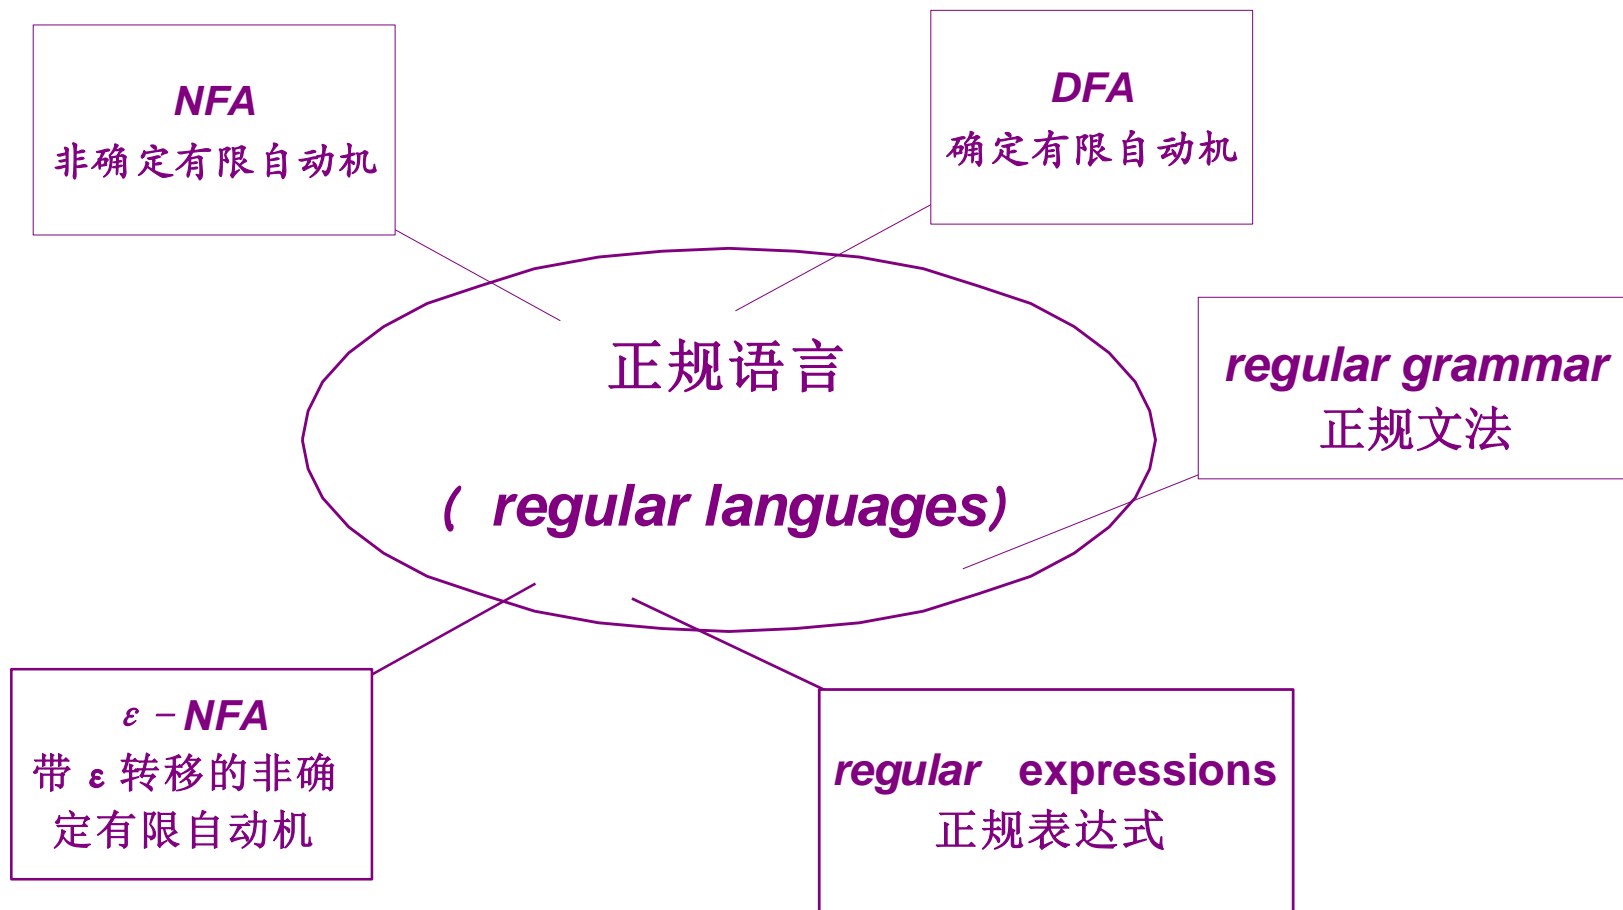 NFA
非确定有限自动机
DFA
确定有限自动机
正规语言
( regular languages)
regular grammar
正规文法
ε-NFA
带 ε 转移的非确
定有限自动机
regular expressions
正规表达式